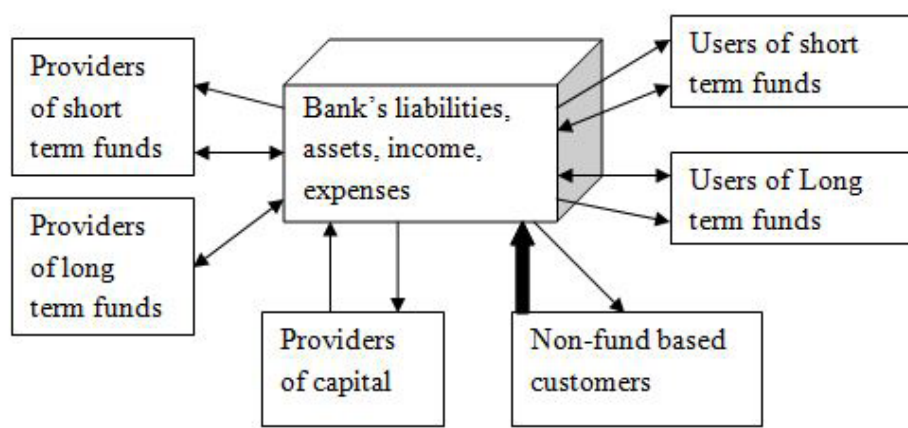 Providers
of short
term funds
Bank's liabilities,
assets, income,
expenses
Users of short
term funds
Providers
of long
term funds
Users of Long
term funds
Providers
of capital
Non-fund based
customers